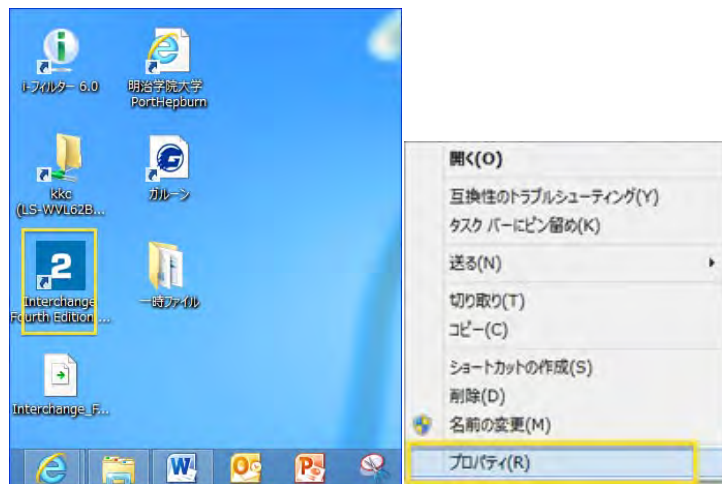 i-フィルター 6.0
明治学院大学
PortHepburn
kkc
(LS-WVL62B...
ガルーン
2
Interchange
Fourth Edition ...
一時ファイル
Interchange_F...
開く(O)
互換性のトラブルシューティング(Y)
タスク バーにピン留め(K)
送る(N)
切り取り(T)
コピー(C)
ショートカットの作成(S)
削除(D)
名前の変更(M)
プロパティ(R)